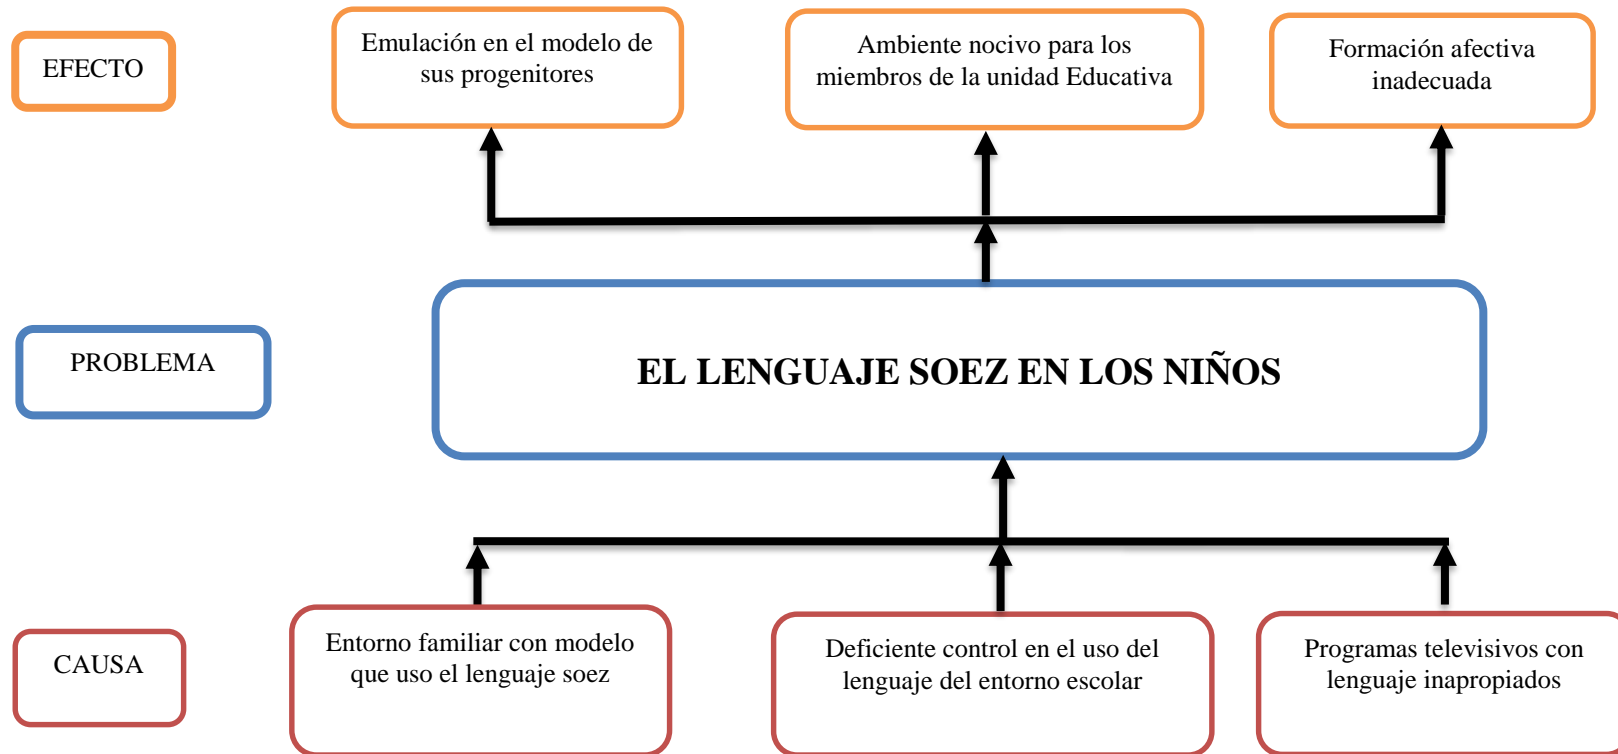 EFECTO
Emulación en el modelo de
sus progenitores
Ambiente nocivo para los
miembros de la unidad Educativa
Formación afectiva
inadecuada
PROBLEMA
EL LENGUAJE SOEZ EN LOS NIÑOS
CAUSA
Entorno familiar con modelo
que uso el lenguaje soez
Deficiente control en el uso del
lenguaje del entorno escolar
Programas televisivos con
lenguaje inapropiados